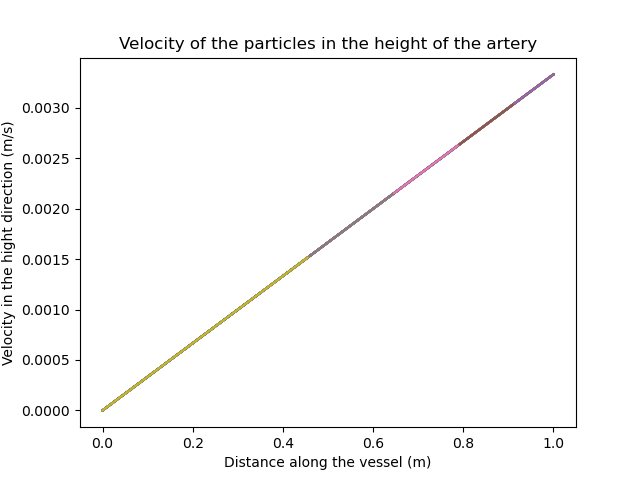 Velocity of the particles in the height of the artery
Velocity in the hight direction (m/s)
0.0030
0.0025
0.0020
0.0015
0.0010
0.0005
0.0000
0.0 0.2 0.4 0.6 0.8 1.0
Distance along the vessel (m)